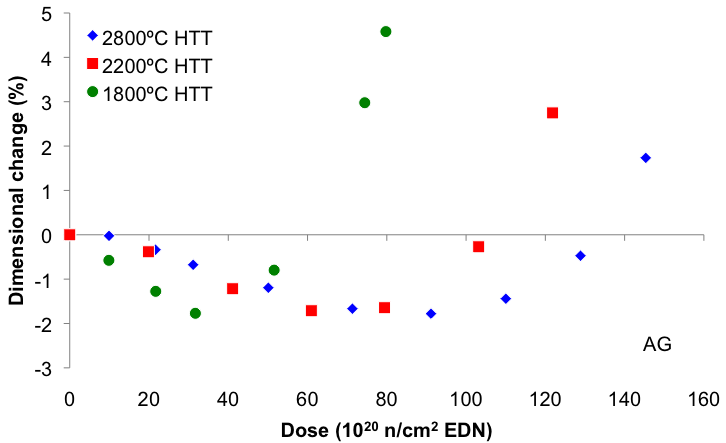 5
4
3
2
1
0
-1
-2
-3
Dimensional change (%)
2800ºC HTT
2200ºC HTT
1800ºC HTT
AG
0 20 40 60 80 100 120 140 160
Dose (10²⁰ n/cm² EDN)